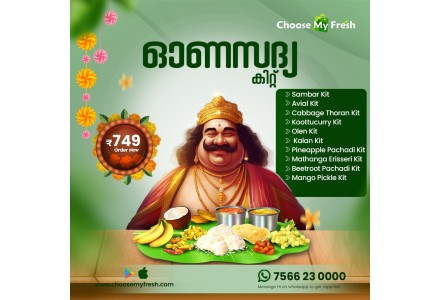 Choose My Fresh
ഓണസദ്യ
കിറ്റ്
Sambar Kit
Avial Kit
Cabbage Thoran Kit
Koottucurry Kit
Olen Kit
Kalan Kit
Pineapple Pachadi Kit
Mathanga Erisseri Kit
Beetroot Pachadi Kit
Mango Pickle Kit
₹749
Order Now
7566 23 0000
www.choosemyfresh.com